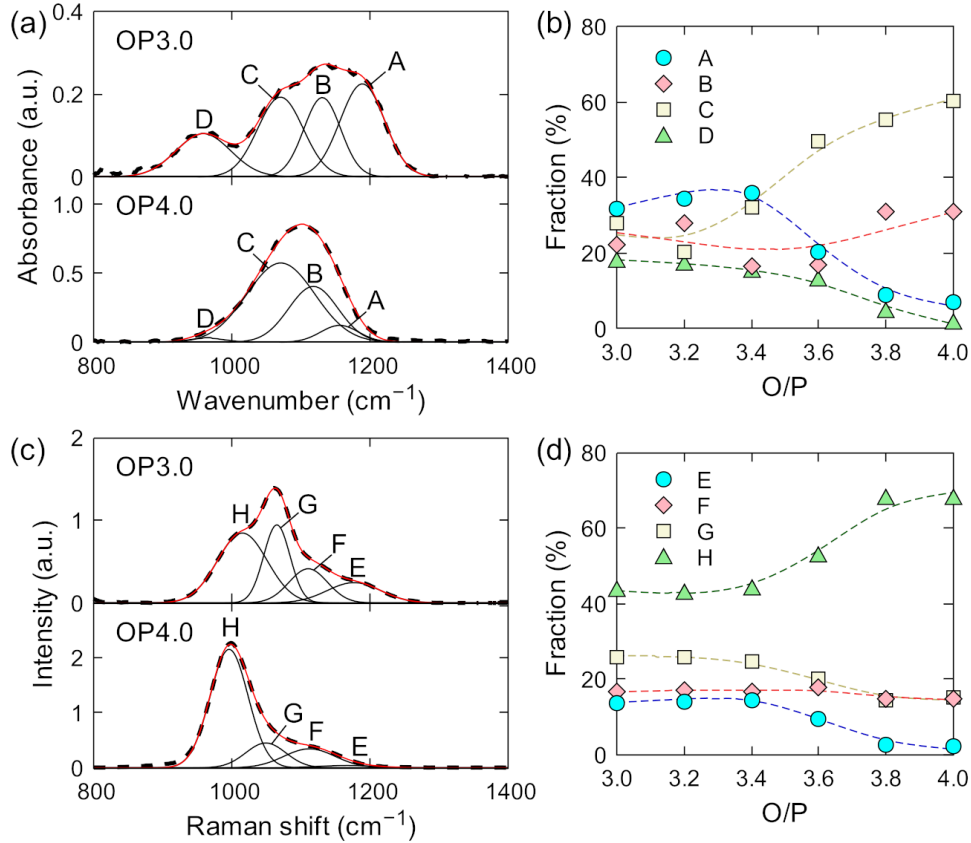 (a)
OP3.0
D
C
B
A
0.4
0.2
0
OP4.0
D
C
B
A
1.0
0.5
0
Absorbance (a.u.)
800 1000 1200 1400
Wavenumber (cm⁻¹)
(b)
A
B
C
D
80
60
40
20
0
Fraction (%)
3.0 3.2 3.4 3.6 3.8 4.0
O/P
(c)
OP3.0
H
G
F
E
2
1
0
OP4.0
H
G
F
E
2
1
0
Intensity (a.u.)
800 1000 1200 1400
Raman shift (cm⁻¹)
(d)
E
F
G
H
80
60
40
20
0
Fraction (%)
3.0 3.2 3.4 3.6 3.8 4.0
O/P